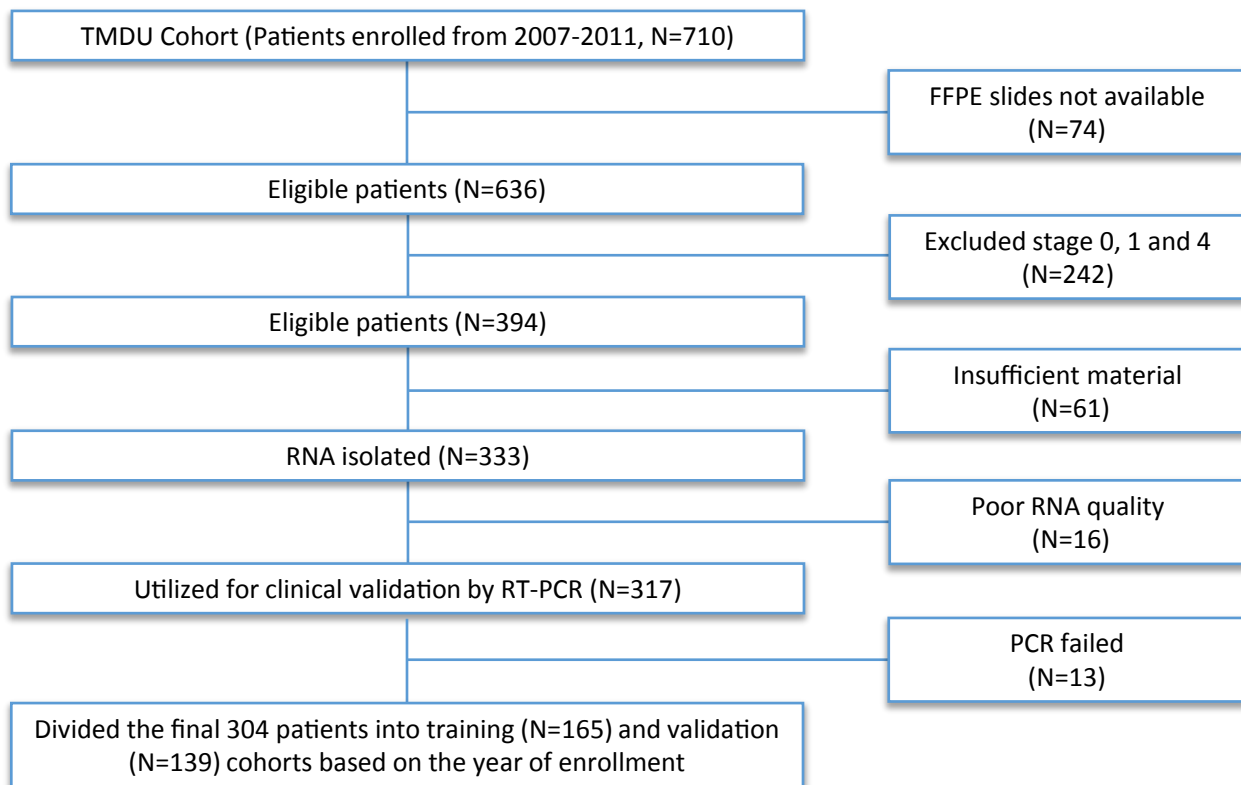 TMDU Cohort (Patients enrolled from 2007-2011, N=710)
FFPE slides not available
(N=74)
Eligible patients (N=636)
Excluded stage 0, 1 and 4
(N=242)
Eligible patients (N=394)
Insufficient material
(N=61)
RNA isolated (N=333)
Poor RNA quality
(N=16)
Utilized for clinical validation by RT-PCR (N=317)
PCR failed
(N=13)
Divided the final 304 patients into training (N=165) and validation
(N=139) cohorts based on the year of enrollment